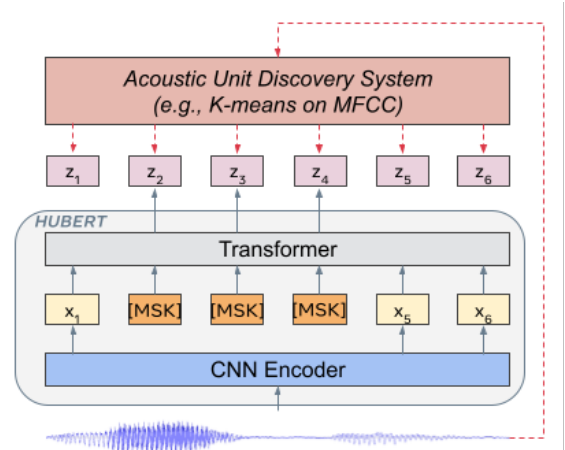 Acoustic Unit Discovery System
(e.g., K-means on MFCC)
z1 z2 z3 z4 z5 z6
HUBERT
Transformer
x1 [MSK] [MSK] [MSK] x5 x6
CNN Encoder